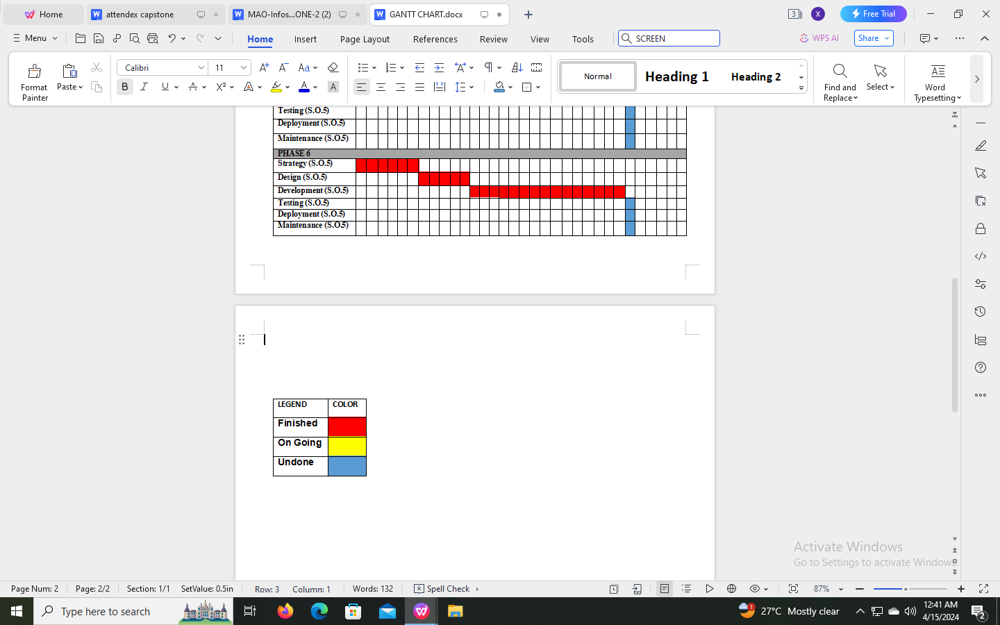 Home
attendex capstone
MAO-Infos...ONE-2 (2)
GANTT CHART.docx
3
X
Free Trial
Menu
Home
Insert
Page Layout
References
Review
View
Tools
SCREEN
WPS AI
Share
Format Painter
Paste
Calibri
11
Normal
Heading 1
Heading 2
Find and Replace
Select
Word Typesetting
Testing (S.O.5)
Deployment (S.O.5)
Maintenance (S.O.5)
PHASE 6
Strategy (S.O.5)
Design (S.O.5)
Development (S.O.5)
Testing (S.O.5)
Deployment (S.O.5)
Maintenance (S.O.5)
LEGEND COLOR
Finished
On Going
Undone
Activate Windows
Go to Settings to activate Windows.
Page Num: 2 Page: 2/2 Section: 1/1 SetValue: 0.5in Row: 3 Column: 1 Words: 132 Spell Check 87%
Type here to search
1
27°C Mostly clear
12:41 AM
4/15/2024
2